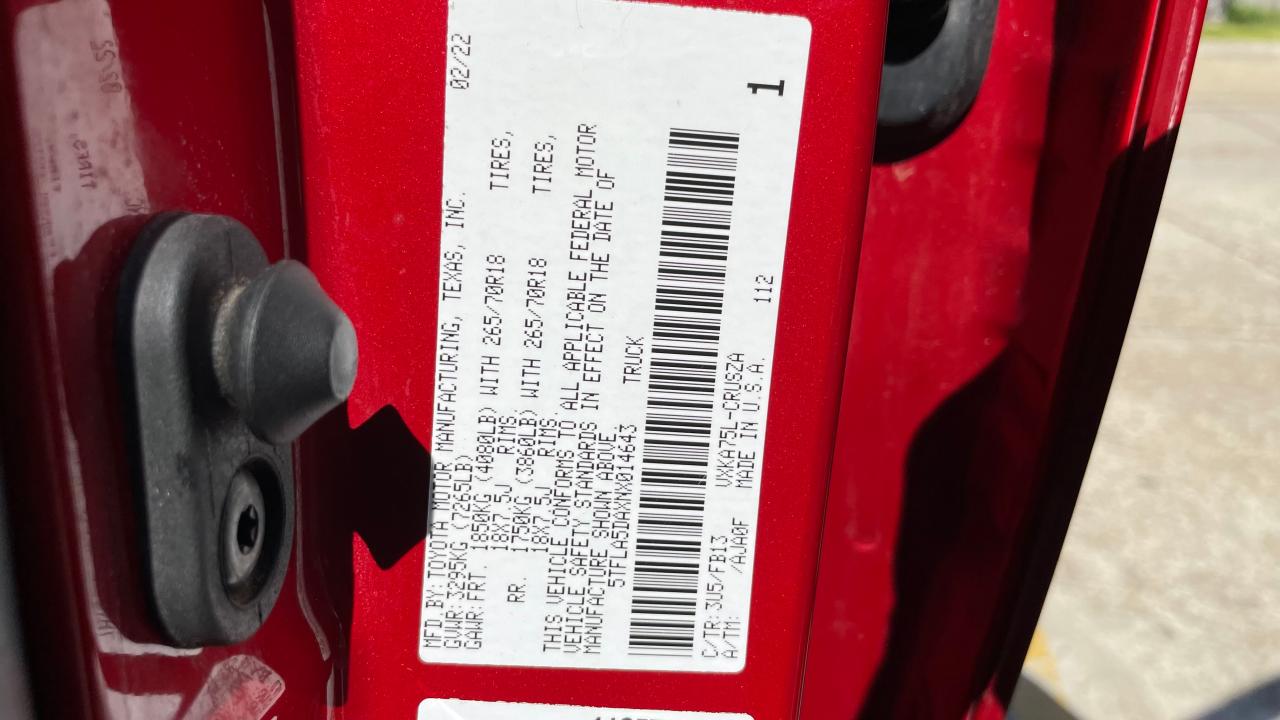 MFD.BY:TOYOTA MOTOR MANUFACTURING, TEXAS, INC. 02/22
GVWR:3295KG (7265LB)
GAWR:FRT. 1850KG (4080LB) WITH 265/70R18 TIRES,
18X7.5J RIMS.
RR. 1750KG (3860LB) WITH 265/70R18 TIRES,
18X7.5J RIMS.
THIS VEHICLE CONFORMS TO ALL APPLICABLE FEDERAL MOTOR
VEHICLE SAFETY STANDARDS IN EFFECT ON THE DATE OF
MANUFACTURE SHOWN ABOVE
5TFLA5DAXNX014643 TRUCK
C/TR:3U5/FB13 VXKA75L-CRUSZA 112
A/TM: /AJA0F MADE IN U.S.A.
1